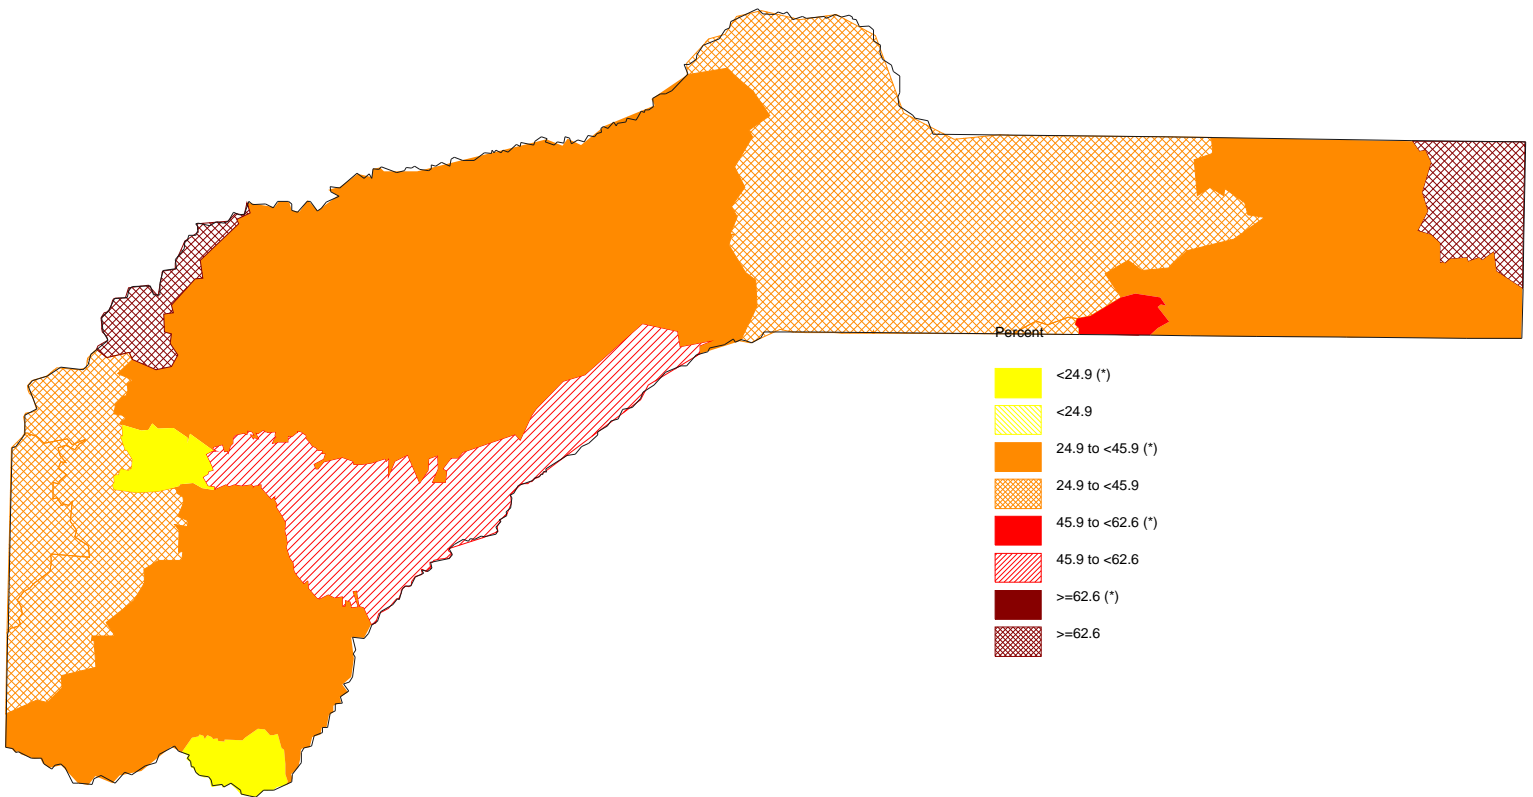 Percent
<24.9 (*)
<24.9
24.9 to <45.9 (*)
24.9 to <45.9
45.9 to <62.6 (*)
45.9 to <62.6
>=62.6 (*)
>=62.6